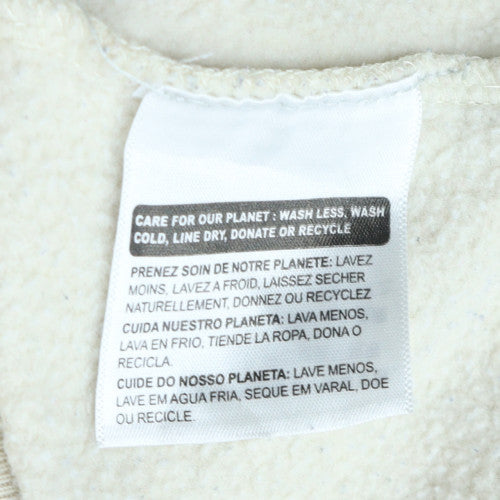 CARE FOR OUR PLANET : WASH LESS, WASH
COLD, LINE DRY, DONATE OR RECYCLE
PRENEZ SOIN DE NOTRE PLANETE: LAVEZ
MOINS, LAVEZ A FROID, LAISSEZ SECHER
NATURELLEMENT, DONNEZ OU RECYCLEZ
CUIDA NUESTRO PLANETA: LAVA MENOS,
LAVA EN FRIO, TIENDE LA ROPA, DONA O
RECICLA.
CUIDE DO NOSSO PLANETA: LAVE MENOS,
LAVE EM AGUA FRIA, SEQUE EM VARAL, DOE
OU RECICLE.